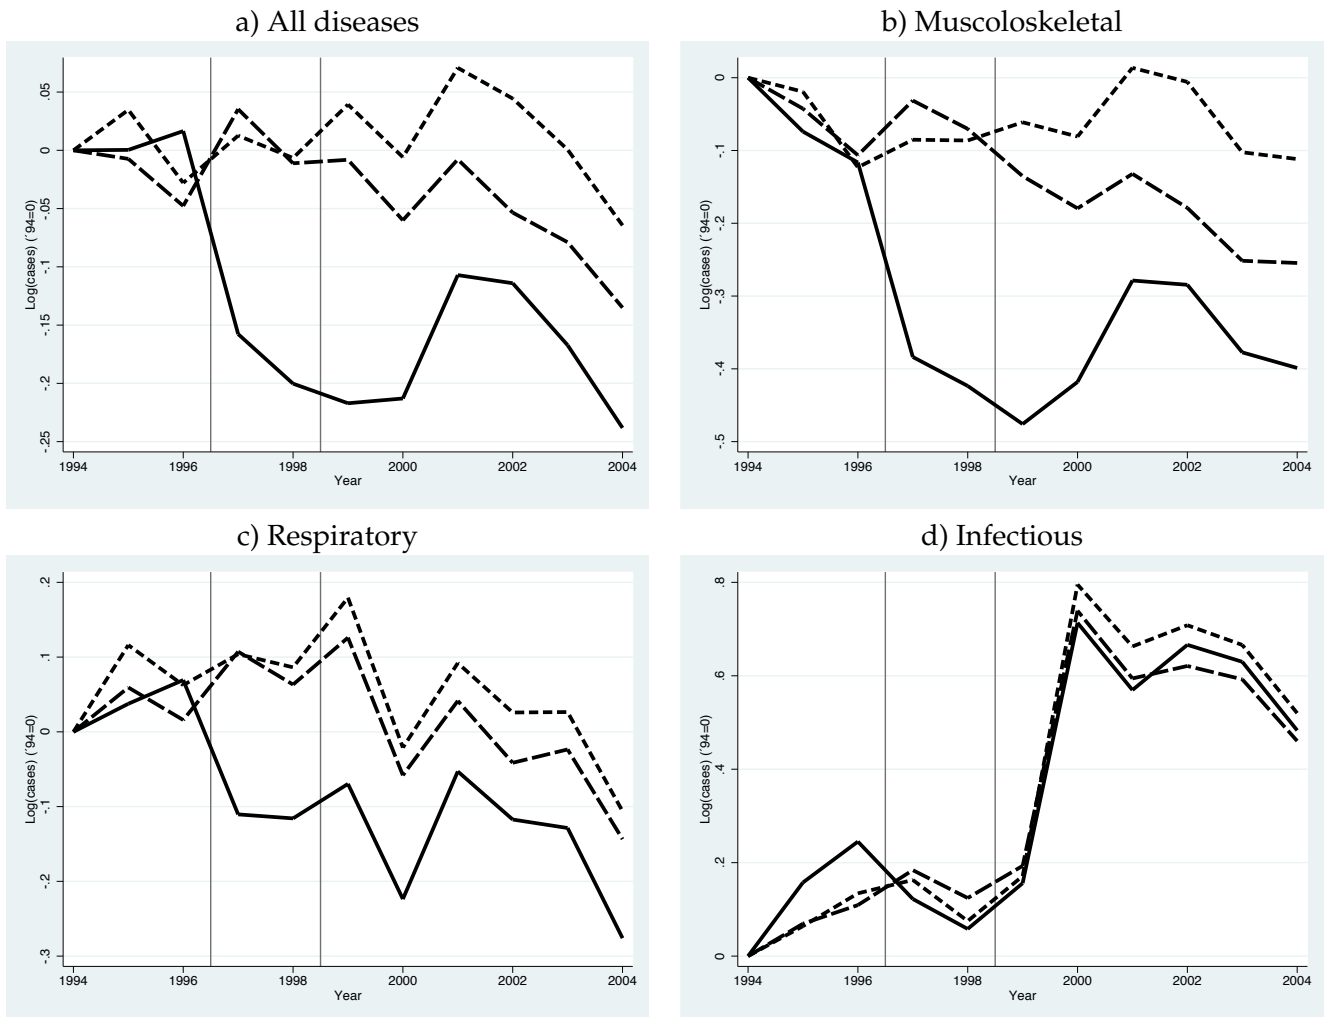 a) All diseases
.05
0
-.05
-.1
-.15
-.2
-.25
Log(cases) (´94=0)
1994 1996 1998 2000 2002 2004
Year
b) Muscoloskeletal
0
-.1
-.2
-.3
-.4
-.5
Log(cases) (´94=0)
1994 1996 1998 2000 2002 2004
Year
c) Respiratory
.2
.1
0
-.1
-.2
-.3
Log(cases) (´94=0)
1994 1996 1998 2000 2002 2004
Year
d) Infectious
.8
.6
.4
.2
0
Log(cases) (´94=0)
1994 1996 1998 2000 2002 2004
Year